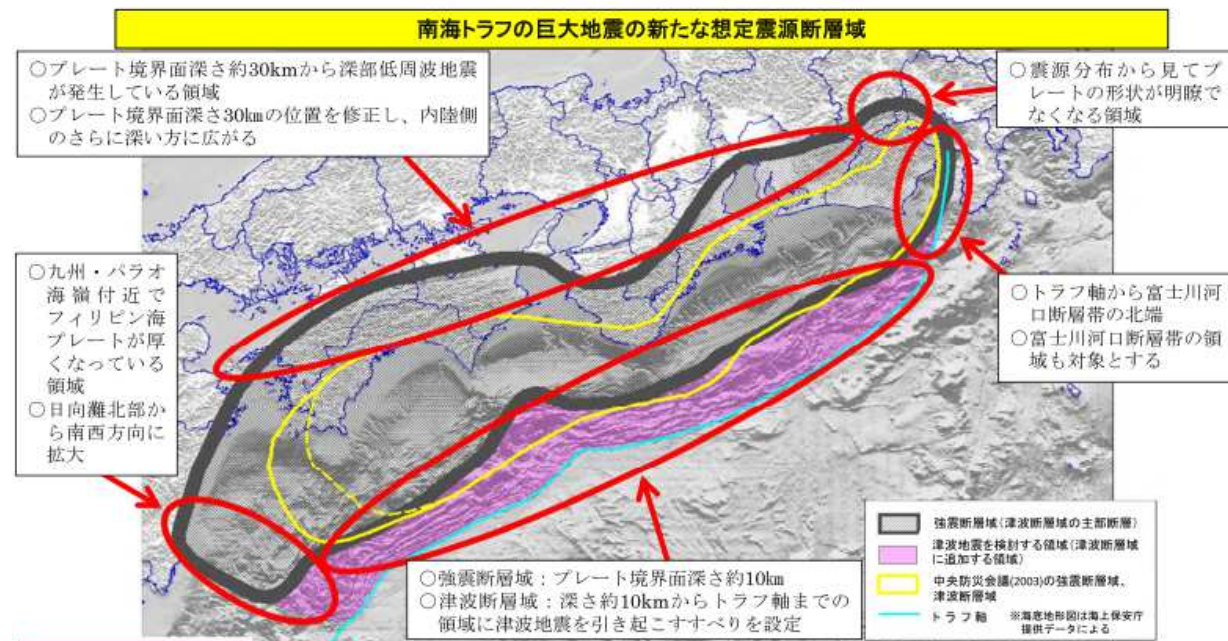 南海トラフの巨大地震の新たな想定震源断層域
○プレート境界面深さ約30kmから深部低周波地震
が発生している領域
○プレート境界面深さ30kmの位置を修正し、内陸側
のさらに深い方に広がる
○震源分布から見てプ
レートの形状が明瞭で
なくなる領域
○九州・パラオ
海嶺付近で
フィリピン海
プレートが厚
くなっている
領域
○日向灘北部か
ら南西方向に
拡大
○トラフ軸から富士川河
口断層帯の北端
○富士川河口断層帯の領
域も対象とする
○強震断層域：プレート境界面深さ約10km
○津波断層域：深さ約10kmからトラフ軸までの
領域に津波地震を引き起こすすべりを設定
強震断層域(津波断層域の主部断層)
津波地震を検討する領域(津波断層域
に追加する領域)
中央防災会議(2003)の強震断層域、
津波断層域
トラフ軸 ※海底地形図は海上保安庁
提供データによる